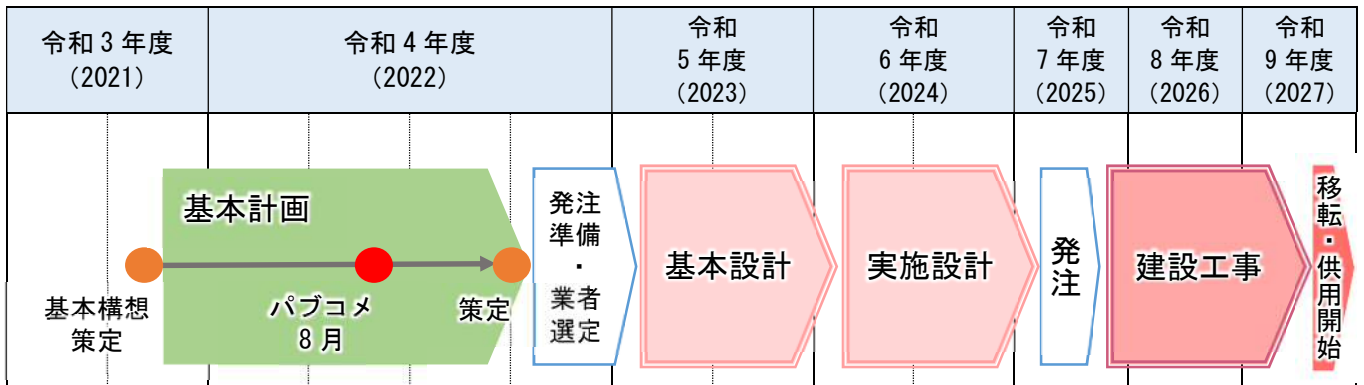 令和3年度
（2021）
令和4年度
（2022）
令和
5年度
（2023）
令和
6年度
（2024）
令和
7年度
（2025）
令和
8年度
（2026）
令和
9年度
（2027）
基本計画
基本構想
策定
パブコメ
8月
策定
発注
準備
・
業者
選定
基本設計
実施設計
発注
建設工事
移転・供用開始